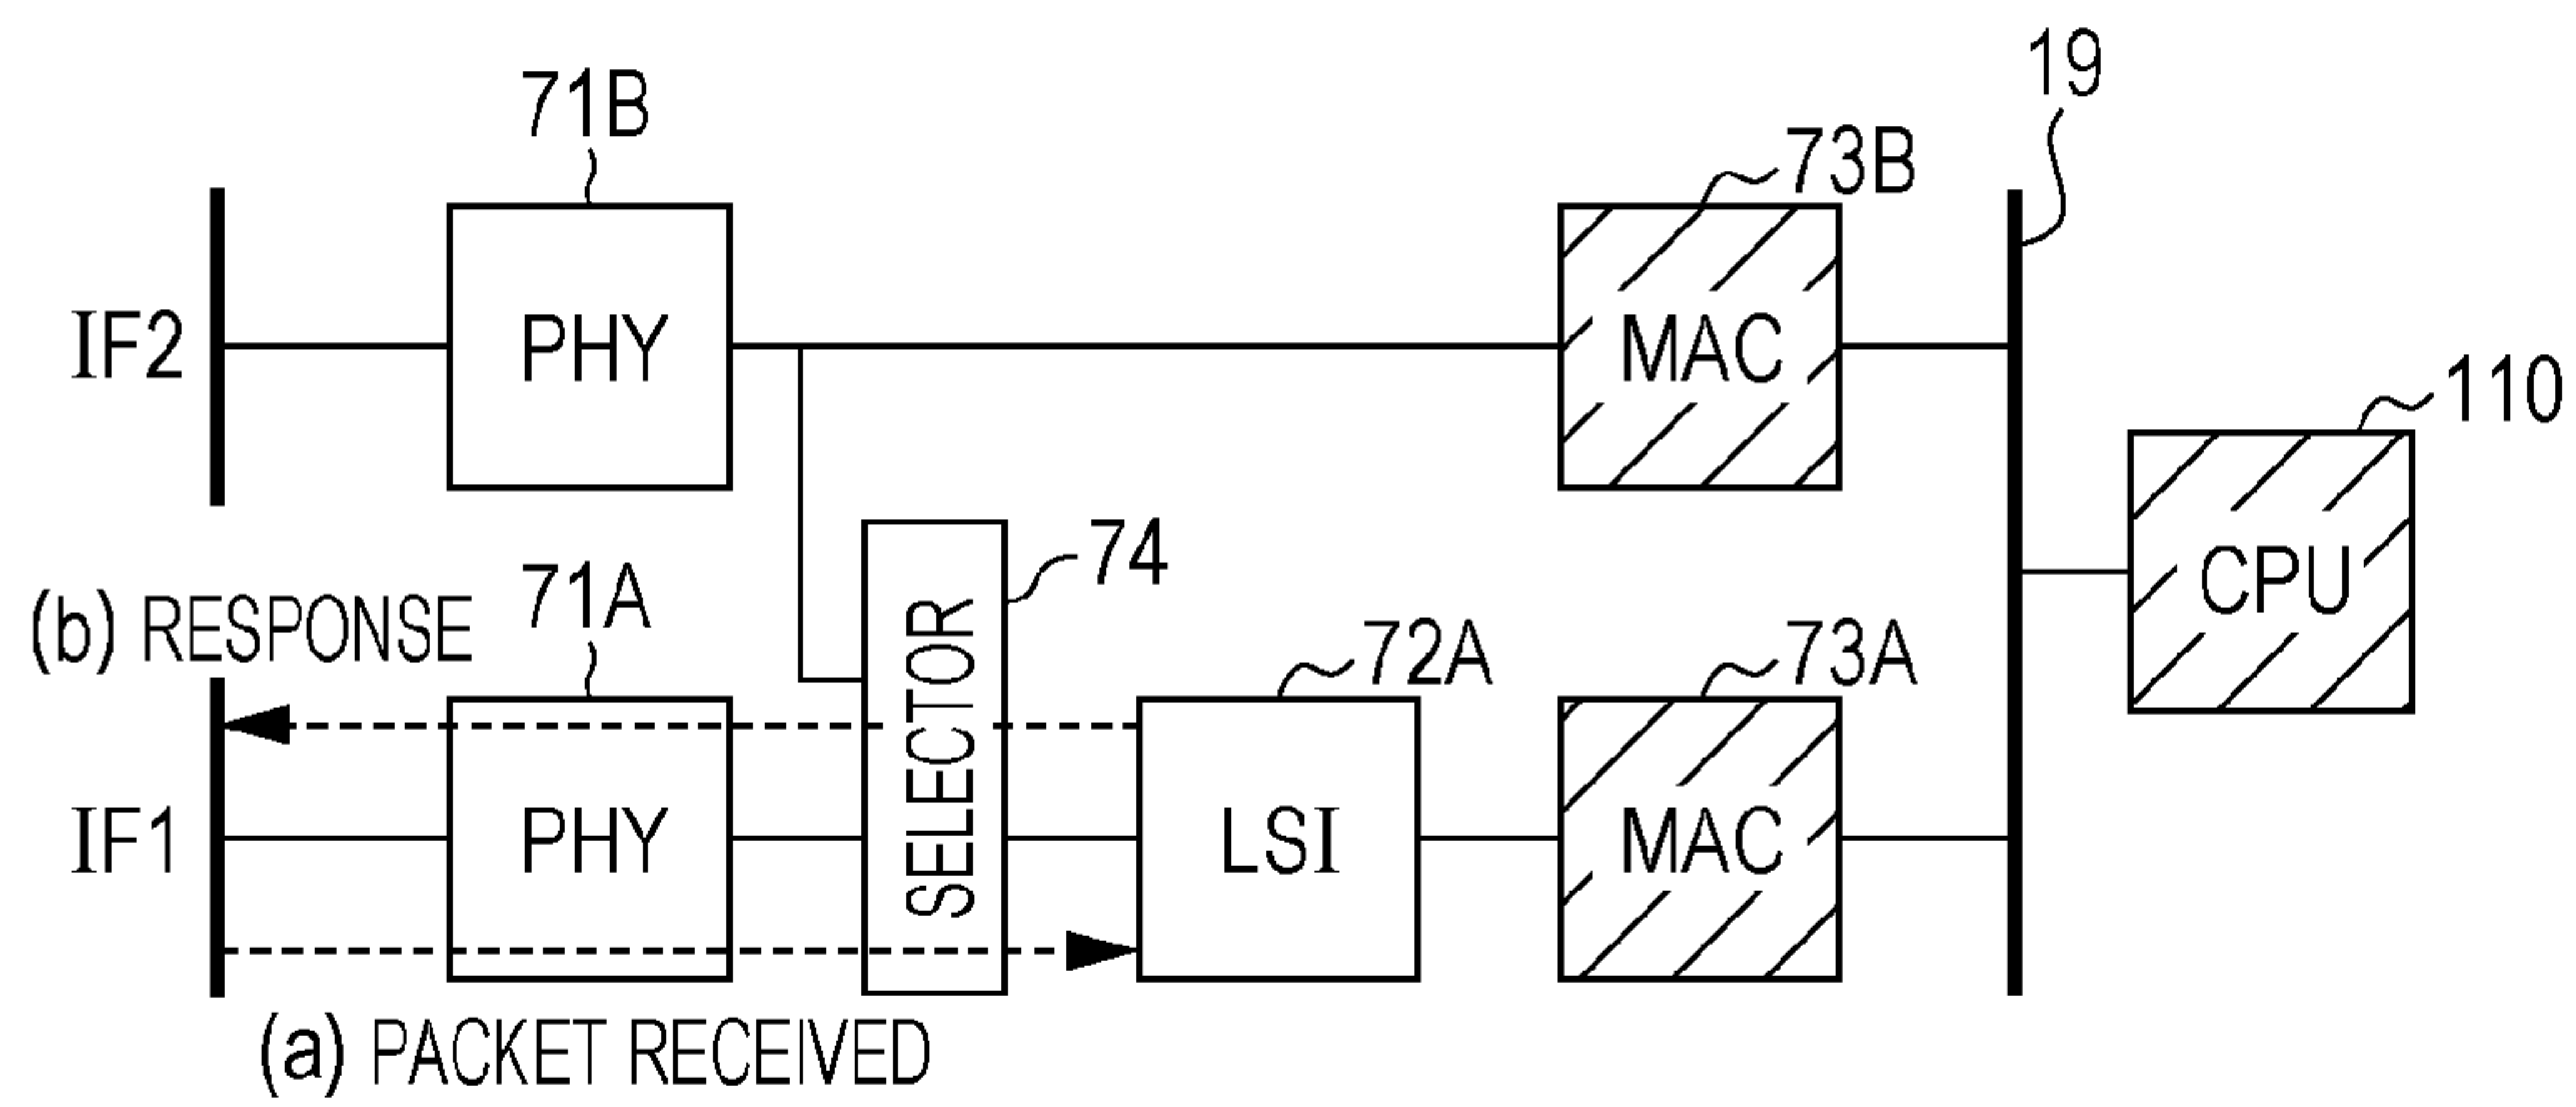 19
71B
73B
IF2
PHY
MAC
110
74
CPU
(b) RESPONSE
71A
72A
73A
SELECTOR
IF1
PHY
LSI
MAC
(a) PACKET RECEIVED